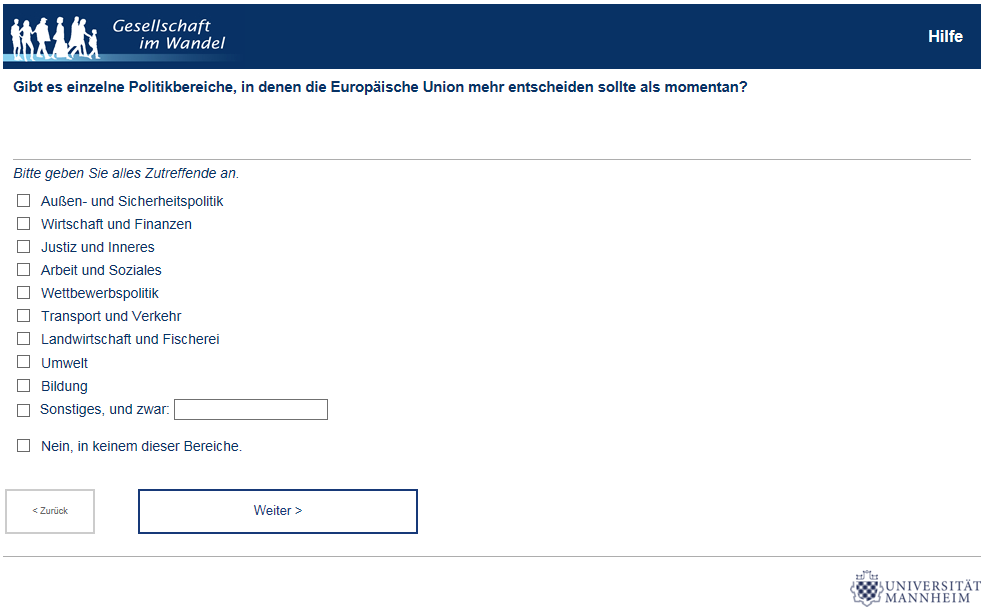 Gesellschaft
im Wandel
Hilfe
Gibt es einzelne Politikbereiche, in denen die Europäische Union mehr entscheiden sollte als momentan?
Bitte geben Sie alles Zutreffende an.
Außen- und Sicherheitspolitik
Wirtschaft und Finanzen
Justiz und Inneres
Arbeit und Soziales
Wettbewerbspolitik
Transport und Verkehr
Landwirtschaft und Fischerei
Umwelt
Bildung
Sonstiges, und zwar:
Nein, in keinem dieser Bereiche.
< Zurück
Weiter >
UNIVERSITÄT
MANNHEIM